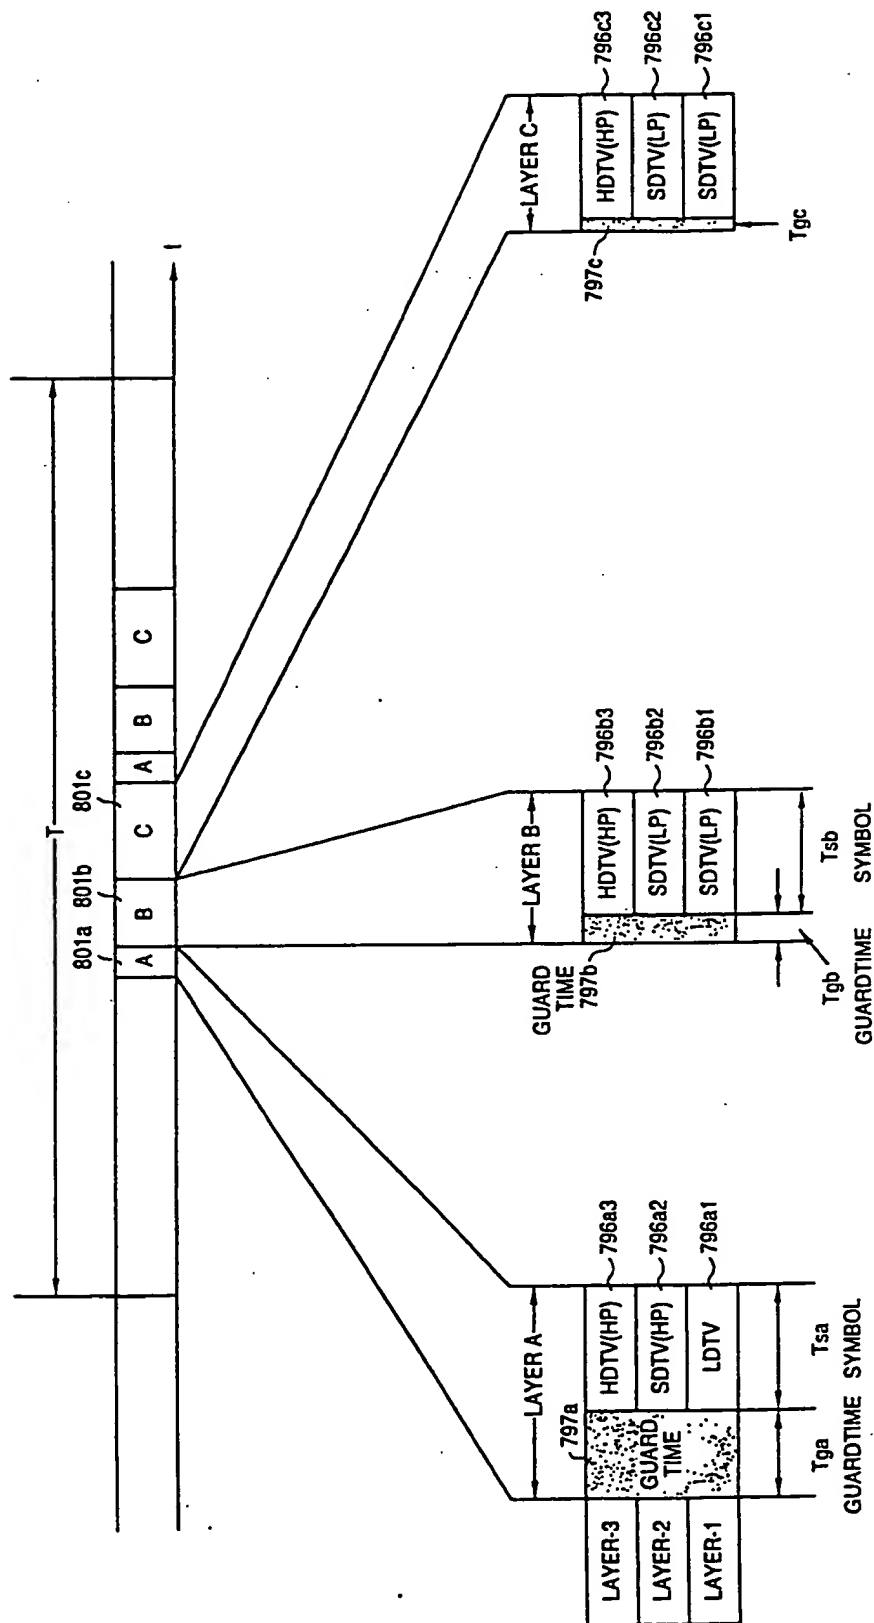 T
801a
801b
801c
A
B
C
A
B
C
t
LAYER A
797a
LAYER-3
LAYER-2
LAYER-1
GUARD
TIME
HDTV(HP)
SDTV(HP)
LDTV
796a3
796a2
796a1
Tga
Tsa
GUARDTIME
SYMBOL
LAYER B
GUARD
TIME
797b
HDTV(HP)
SDTV(LP)
SDTV(LP)
796b3
796b2
796b1
Tgb
Tsb
GUARDTIME
SYMBOL
LAYER C
797c
HDTV(HP)
SDTV(LP)
SDTV(LP)
796c3
796c2
796c1
Tgc